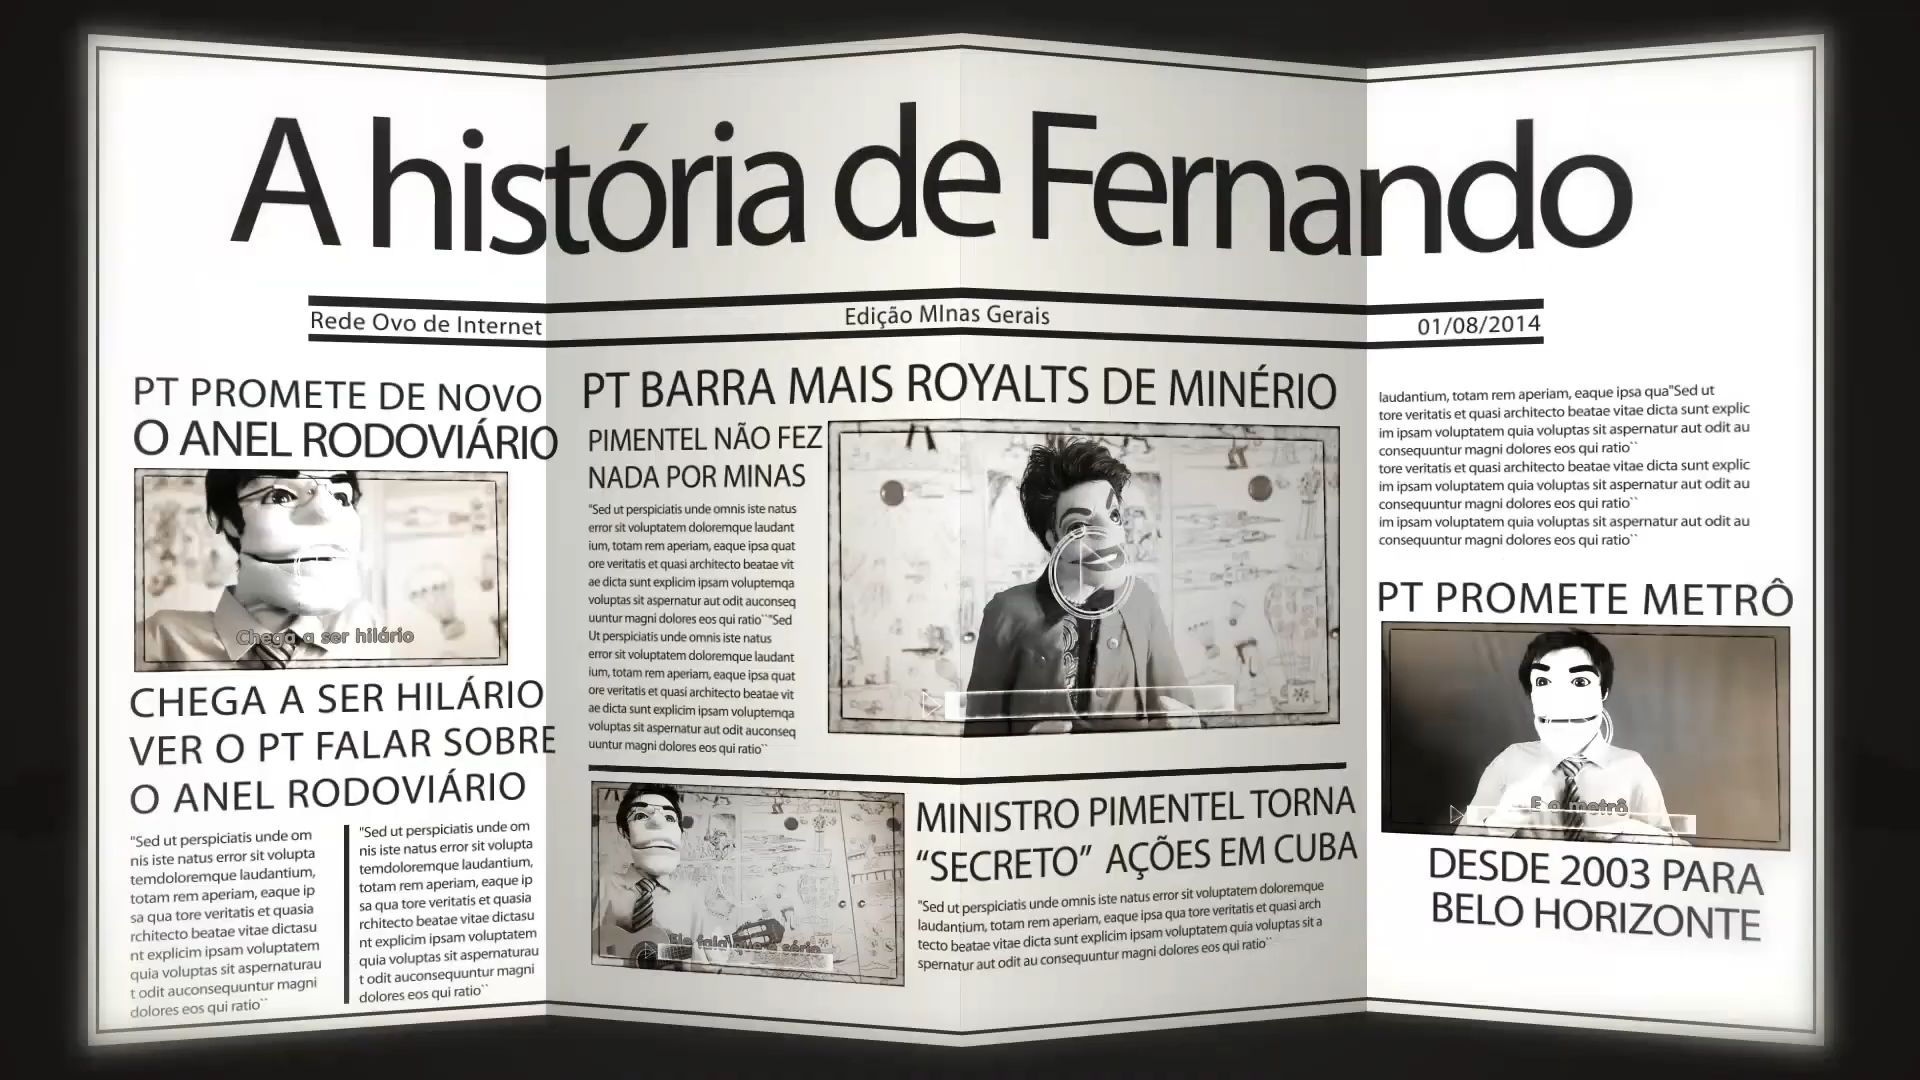 A história de Fernando
Rede Ovo de Internet
Edição MInas Gerais
01/08/2014
PT PROMETE DE NOVO
O ANEL RODOVIÁRIO
Chega a ser hilário
CHEGA A SER HILÁRIO
VER O PT FALAR SOBRE
O ANEL RODOVIÁRIO
"Sed ut perspiciatis unde om
nis iste natus error sit volupta
temdoloremque laudantium,
totam rem aperiam, eaque ip
sa qua tore veritatis et quasia
rchitecto beatae vitae dictasu
nt explicim ipsam voluptatem
quia voluptas sit aspernaturau
t odit auconsequuntur magni
dolores eos qui ratio``
"Sed ut perspiciatis unde om
nis iste natus error sit volupta
temdoloremque laudantium,
totam rem aperiam, eaque ip
sa qua tore veritatis et quasia
rchitecto beatae vitae dictasu
nt explicim ipsam voluptatem
quia voluptas sit aspernaturau
t odit auconsequuntur magni
dolores eos qui ratio``
PT BARRA MAIS ROYALTS DE MINÉRIO
PIMENTEL NÃO FEZ
NADA POR MINAS
"Sed ut perspiciatis unde omnis iste natus
error sit voluptatem doloremque laudant
ium, totam rem aperiam, eaque ipsa quat
ore veritatis et quasi architecto beatae vit
ae dicta sunt explicim ipsam voluptemqa
voluptas sit aspernatur aut odit auconseq
uuntur magni dolores eos qui ratio``"Sed
Ut perspiciatis unde omnis iste natus
error sit voluptatem doloremque laudant
ium, totam rem aperiam, eaque ipsa quat
ore veritatis et quasi architecto beatae vit
ae dicta sunt explicim ipsam voluptemqa
voluptas sit aspernatur aut odit auconseq
uuntur magni dolores eos qui ratio``
Ele fala que é sério
MINISTRO PIMENTEL TORNA
“SECRETO” AÇÕES EM CUBA
"Sed ut perspiciatis unde omnis iste natus error sit voluptatem doloremque
laudantium, totam rem aperiam, eaque ipsa qua tore veritatis et quasi arch
tecto beatae vitae dicta sunt explicim ipsam voluptatem quia voluptas sit a
spernatur aut odit au consequuntur magni dolores eos qui ratio``
laudantium, totam rem aperiam, eaque ipsa qua"Sed ut
tore veritatis et quasi architecto beatae vitae dicta sunt explic
im ipsam voluptatem quia voluptas sit aspernatur aut odit au
consequuntur magni dolores eos qui ratio``
tore veritatis et quasi architecto beatae vitae dicta sunt explic
im ipsam voluptatem quia voluptas sit aspernatur aut odit au
consequuntur magni dolores eos qui ratio``
im ipsam voluptatem quia voluptas sit aspernatur aut odit au
consequuntur magni dolores eos qui ratio``
PT PROMETE METRÔ
E o metrô
DESDE 2003 PARA
BELO HORIZONTE